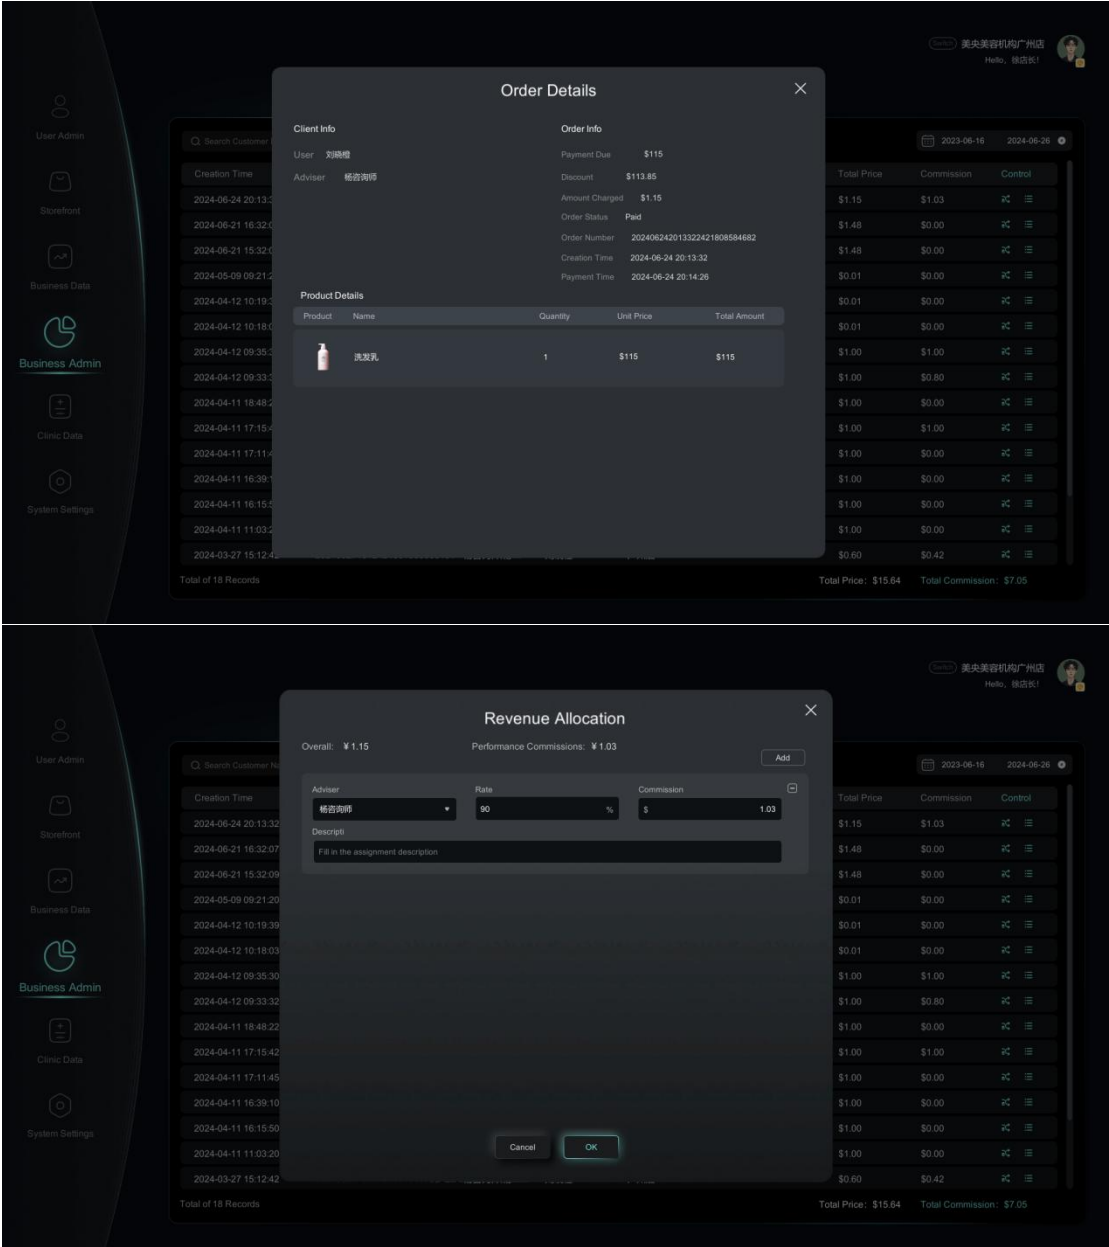 Switch 美央美容机构广州店
Hello, 徐店长!
User Admin
Storefront
Business Data
Business Admin
Clinic Data
System Settings
Search Customer
2023-06-16 2024-06-26
Order Details
Client Info
User 刘晓橙
Adviser 杨咨询师
Order Info
Payment Due $115
Discount $113.85
Amount Charged $1.15
Order Status Paid
Order Number 2024062420133224218085846​82
Creation Time 2024-06-24 20:13:32
Payment Time 2024-06-24 20:14:26
Product Details
Product Name Quantity Unit Price Total Amount
洗发乳 1 $115 $115
Creation Time Total Price Commission Control
2024-06-24 20:13:3 $1.15 $1.03
2024-06-21 16:32:0 $1.48 $0.00
2024-06-21 15:32:0 $1.48 $0.00
2024-05-09 09:21:2 $0.01 $0.00
2024-04-12 10:19:3 $0.01 $0.00
2024-04-12 10:18:0 $0.01 $0.00
2024-04-12 09:35:3 $1.00 $1.00
2024-04-12 09:33:3 $1.00 $0.80
2024-04-11 18:48:2 $1.00 $0.00
2024-04-11 17:15:4 $1.00 $1.00
2024-04-11 17:11:4 $1.00 $0.00
2024-04-11 16:39:1 $1.00 $0.00
2024-04-11 16:15:5 $1.00 $0.00
2024-04-11 11:03:2 $1.00 $0.00
2024-03-27 15:12:42 $0.60 $0.42
Total of 18 Records Total Price: $15.64 Total Commission: $7.05
Switch 美央美容机构广州店
Hello, 徐店长!
User Admin
Storefront
Business Data
Business Admin
Clinic Data
System Settings
Search Customer Na
2023-06-16 2024-06-26
Revenue Allocation
Overall: ¥1.15 Performance Commissions: ¥1.03
Add
Adviser Rate Commission
杨咨询师 90 % $ 1.03
Descripti
Fill in the assignment description
Cancel OK
Creation Time Total Price Commission Control
2024-06-24 20:13:32 $1.15 $1.03
2024-06-21 16:32:07 $1.48 $0.00
2024-06-21 15:32:09 $1.48 $0.00
2024-05-09 09:21:20 $0.01 $0.00
2024-04-12 10:19:39 $0.01 $0.00
2024-04-12 10:18:03 $0.01 $0.00
2024-04-12 09:35:30 $1.00 $1.00
2024-04-12 09:33:32 $1.00 $0.80
2024-04-11 18:48:22 $1.00 $0.00
2024-04-11 17:15:42 $1.00 $1.00
2024-04-11 17:11:45 $1.00 $0.00
2024-04-11 16:39:10 $1.00 $0.00
2024-04-11 16:15:50 $1.00 $0.00
2024-04-11 11:03:20 $1.00 $0.00
2024-03-27 15:12:42 $0.60 $0.42
Total of 18 Records Total Price: $15.64 Total Commission: $7.05